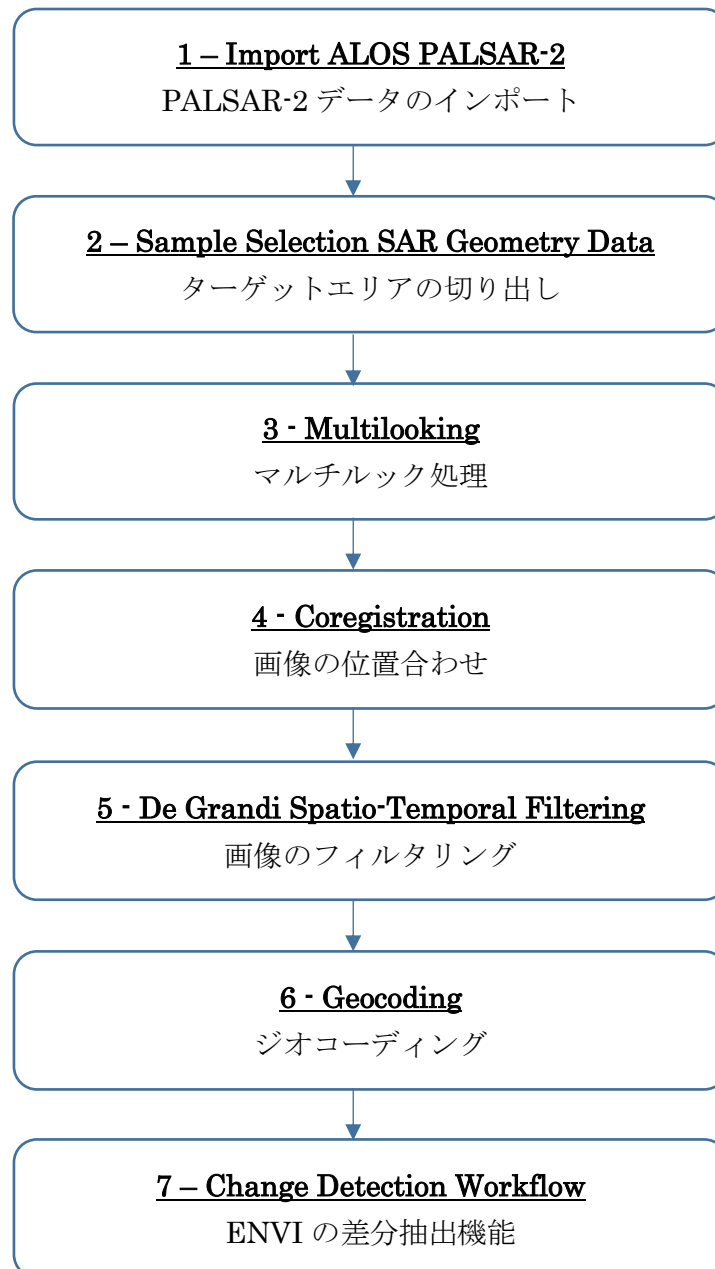 1 – Import ALOS PALSAR-2
PALSAR-2 データのインポート
2 – Sample Selection SAR Geometry Data
ターゲットエリアの切り出し
3 - Multilooking
マルチルック処理
4 - Coregistration
画像の位置合わせ
5 - De Grandi Spatio-Temporal Filtering
画像のフィルタリング
6 - Geocoding
ジオコーディング
7 – Change Detection Workflow
ENVI の差分抽出機能